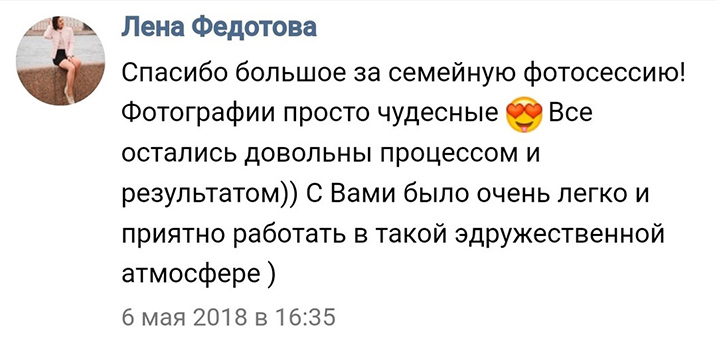 Лена Федотова
Спасибо большое за семейную фотосессию!
Фотографии просто чудесные 😍 Все
остались довольны процессом и
результатом)) С Вами было очень легко и
приятно работать в такой эдружественной
атмосфере )
6 мая 2018 в 16:35